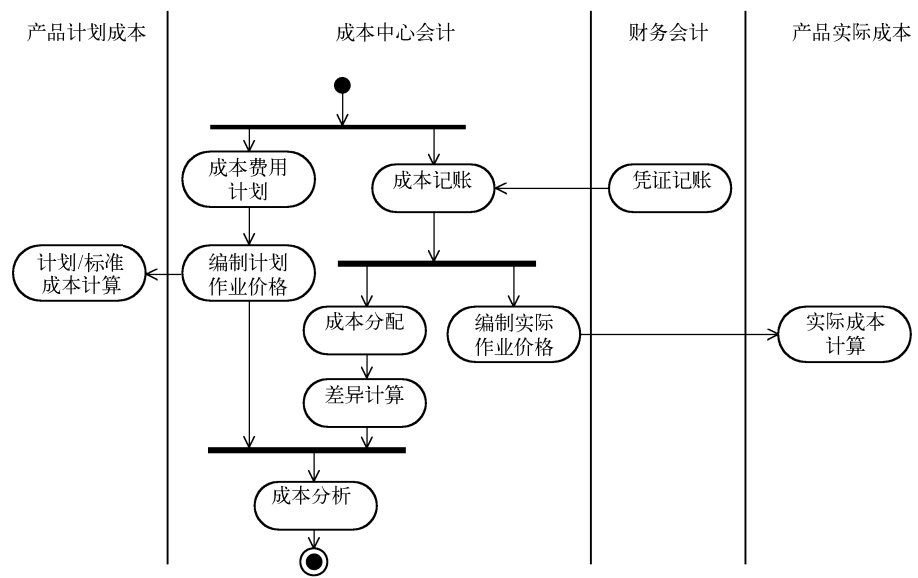 产品计划成本
成本中心会计
财务会计
产品实际成本
成本费用
计划
成本记账
凭证记账
计划/标准
成本计算
编制计划
作业价格
成本分配
编制实际
作业价格
实际成本
计算
差异计算
成本分析